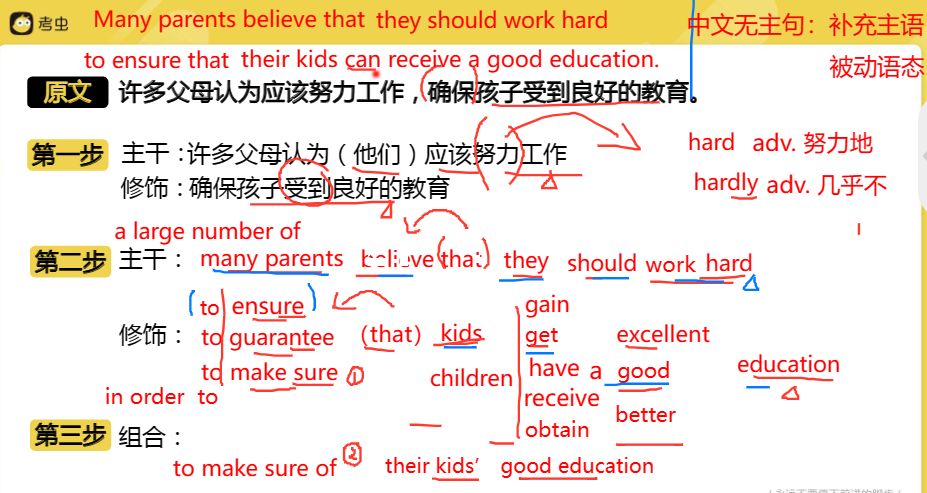 考虫
Many parents believe that they should work hard
中文无主句：补充主语
to ensure that their kids can receive a good education.
被动语态
原文 许多父母认为应该努力工作，确保孩子受到良好的教育。
第一步 主干：许多父母认为（他们）应该努力工作
hard adv. 努力地
修饰：确保孩子受到良好的教育
hardly adv. 几乎不
a large number of
第二步 主干： many parents believe (that) they should work hard
(to ensure) gain
修饰： to guarantee (that) kids get excellent
to make sure ① children have a good education
in order to receive
obtain better
第三步 组合：
to make sure of ② their kids' good education